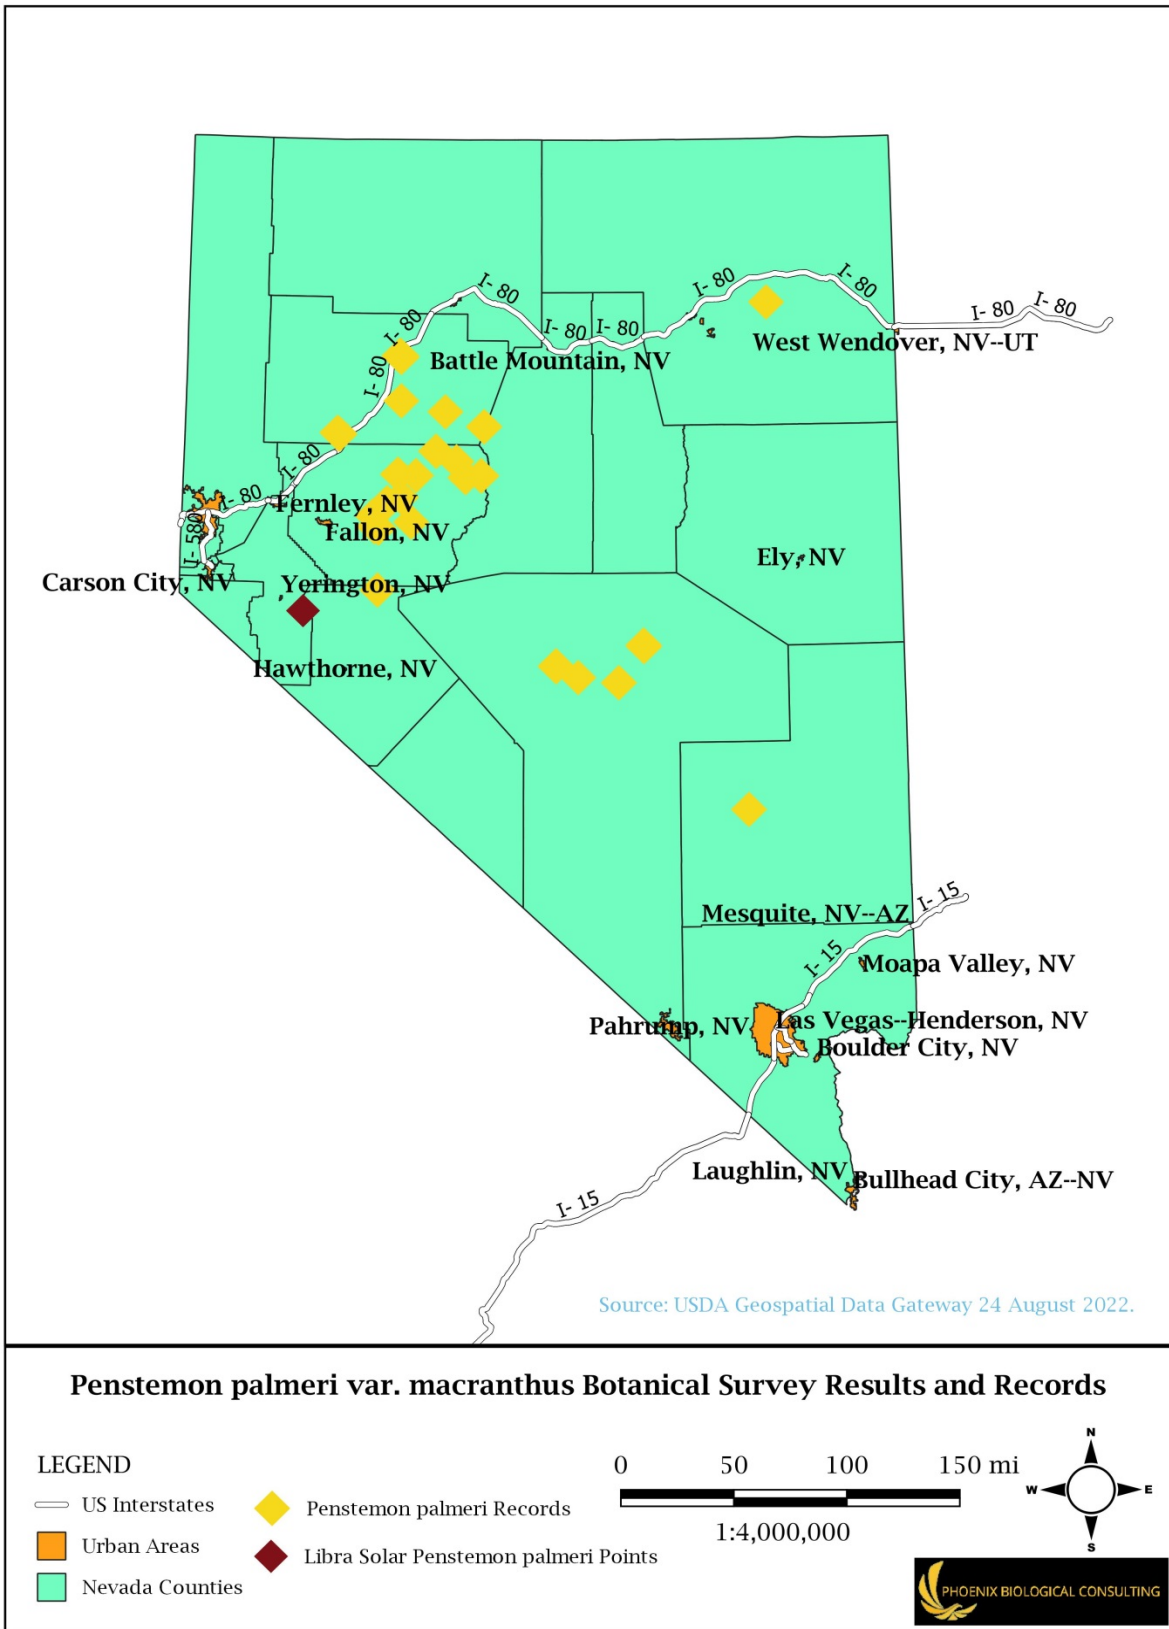 I- 80
I- 80
I- 80
I- 80
I- 80
I- 80
I- 80
I- 80
I- 80
West Wendover, NV--UT
Battle Mountain, NV
I- 80
I- 80
I- 80
Fernley, NV
Fallon, NV
I- 580
Ely, NV
Carson City, NV
Yerington, NV
Hawthorne, NV
I- 15
Mesquite, NV--AZ
I- 15
Moapa Valley, NV
Pahrump, NV
Las Vegas--Henderson, NV
Boulder City, NV
Laughlin, NV
Bullhead City, AZ--NV
I- 15
Source: USDA Geospatial Data Gateway 24 August 2022.
Penstemon palmeri var. macranthus Botanical Survey Results and Records
LEGEND
US Interstates
Urban Areas
Nevada Counties
Penstemon palmeri Records
Libra Solar Penstemon palmeri Points
0 50 100 150 mi
1:4,000,000
N
W E
S
PHOENIX BIOLOGICAL CONSULTING